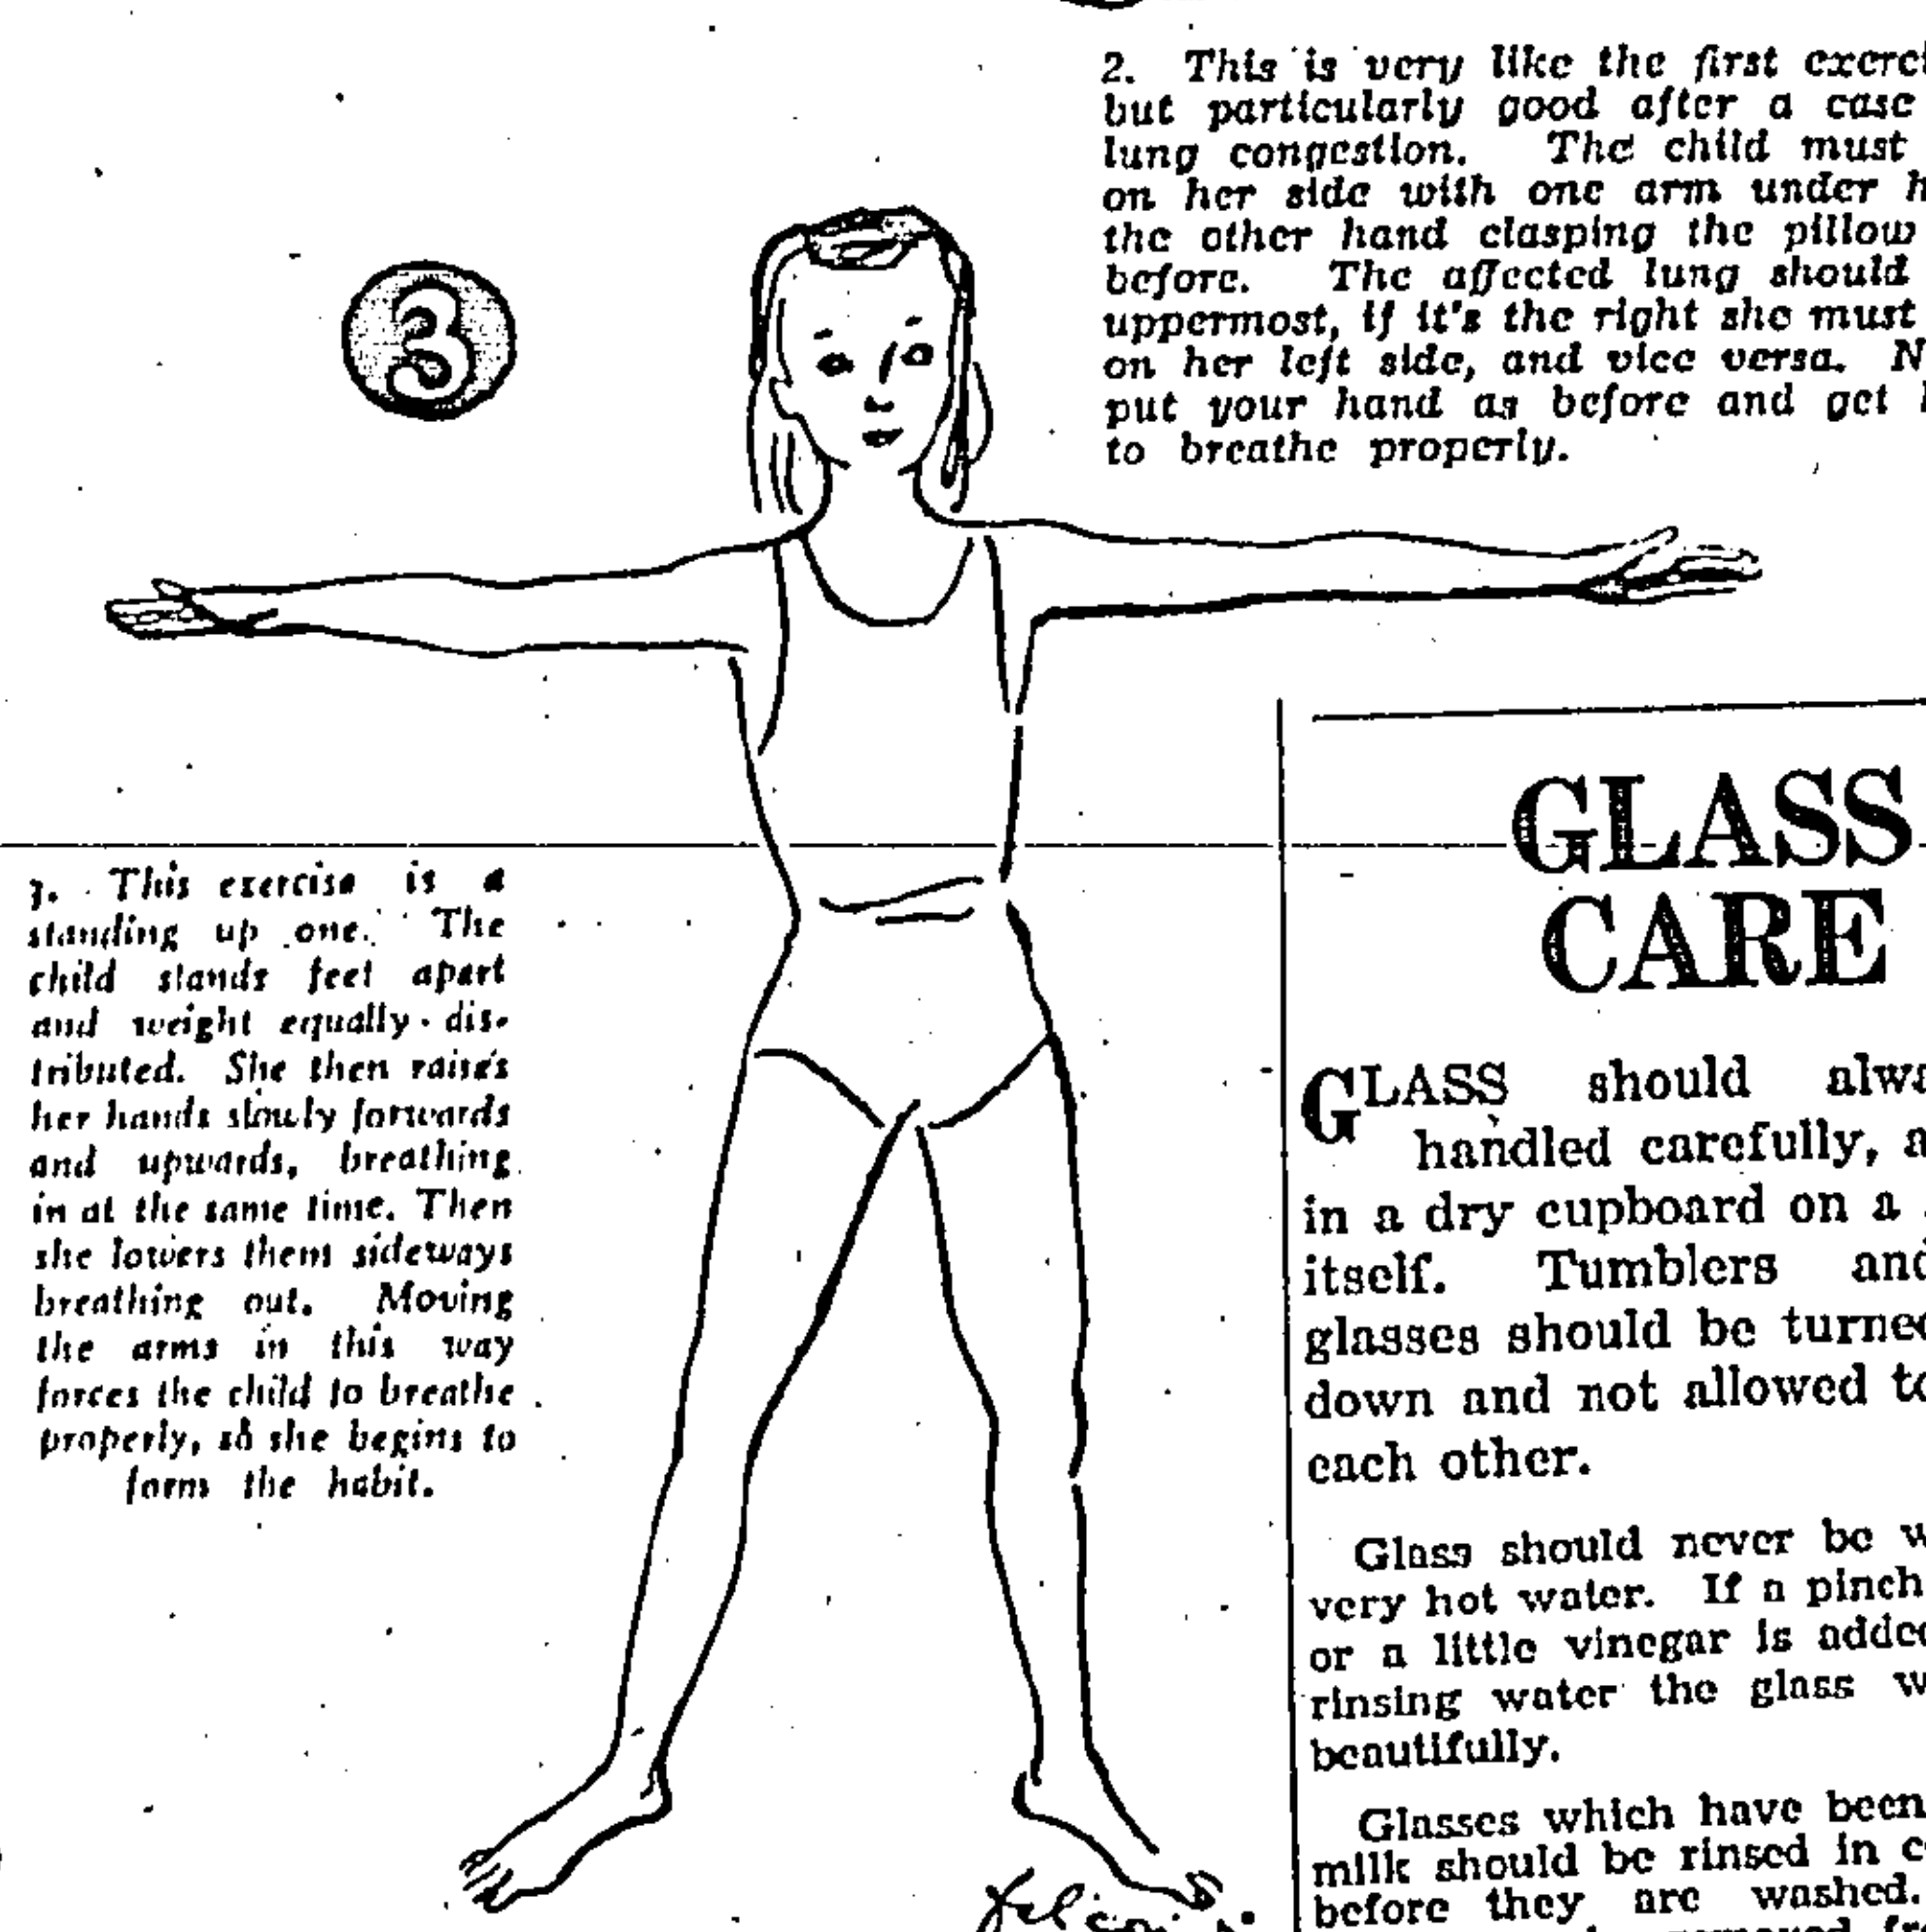 2. This is very like the first
but particularly good after a case
lung congestion. The child must
on her side with one arm under
the other hand clasping the pillow
before. The affected lung should
uppermost, if it's the right she must
on her left side, and vice versa.
put your hand as before and get
to breathe properly.
3
3. This exercise is a
standing up one. The
child stands feet apart
and weight equally dis-
tributed. She then raises
her hands slowly forwards
and upwards, breathing
in at the same time. Then
she lowers them sideways
breathing out. Moving
the arms in this way
forces the child to breathe
properly, so she begins to
form the habit.
GLASS
CARE
GLASS should
handled carefully,
in a dry cupboard on a
itself. Tumblers
glasses should be
down and not allowed
each other.
Glass should never be
very hot water. If a pinch
or a little vinegar is
rinsing water the glass
beautifully.
Glasses which have been
milk should be rinsed in
before they are washed.